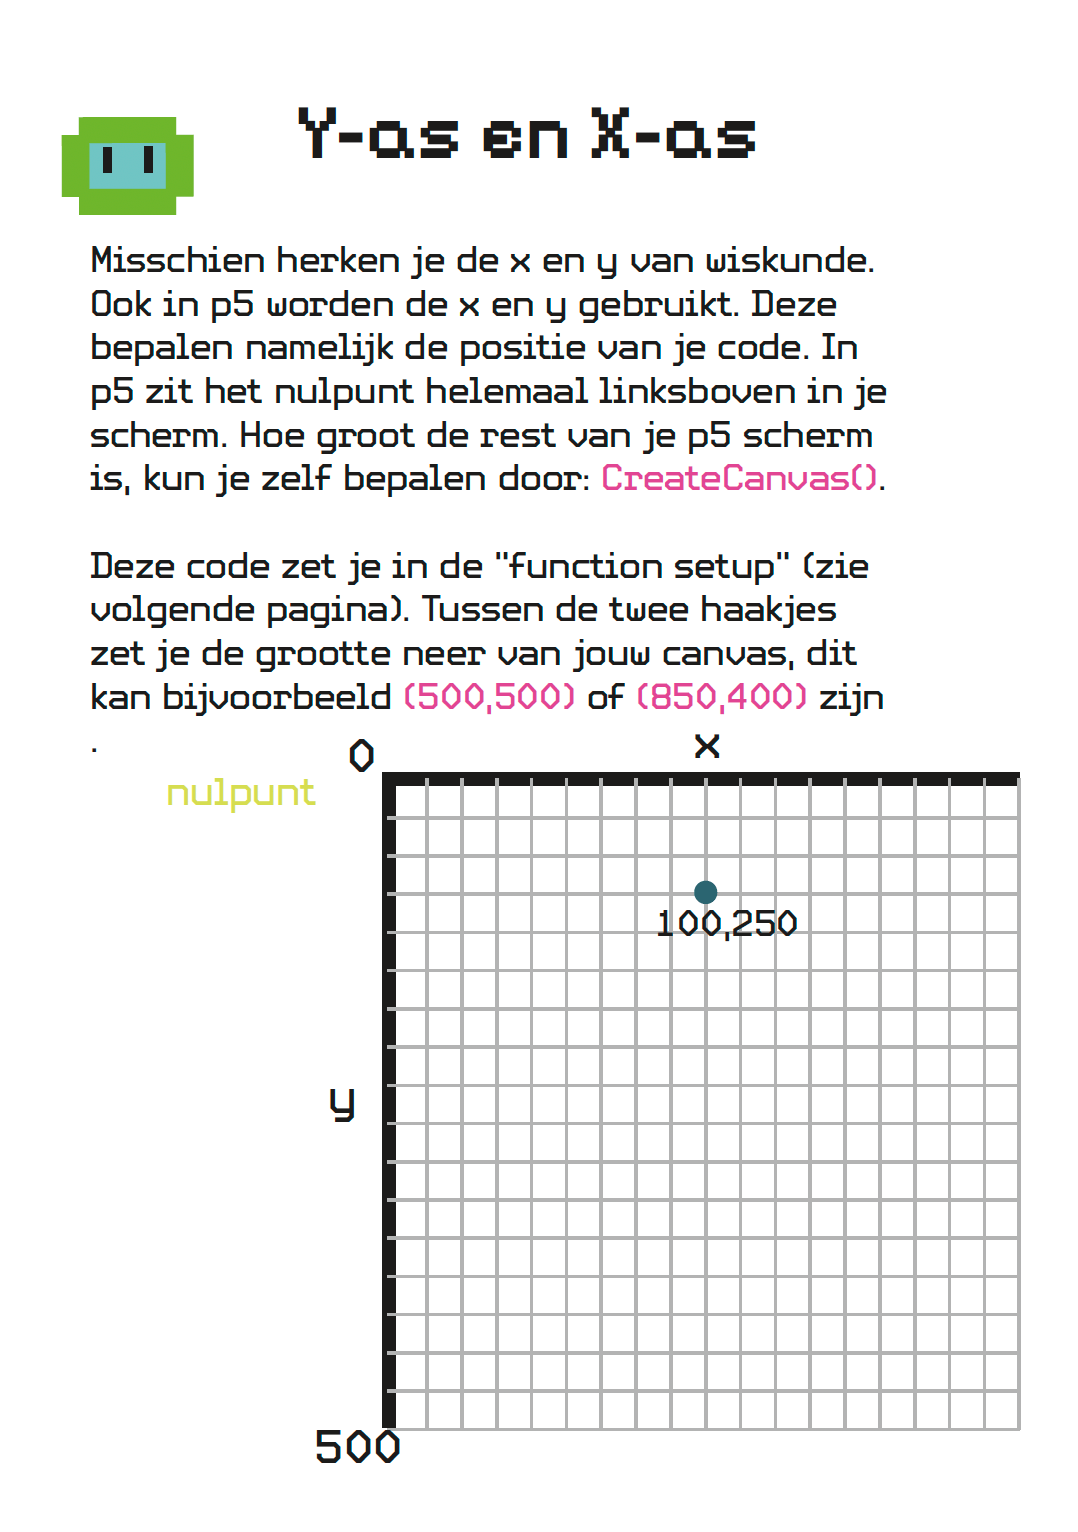 Y-as en X-as
Misschien herken je de x en y van wiskunde.
Ook in p5 worden de x en y gebruikt. Deze
bepalen namelijk de positie van je code. In
p5 zit het nulpunt helemaal linksboven in je
scherm. Hoe groot de rest van je p5 scherm
is, kun je zelf bepalen door: CreateCanvas().
Deze code zet je in de "function setup" (zie
volgende pagina). Tussen de twee haakjes
zet je de grootte neer van jouw canvas, dit
kan bijvoorbeeld (500,500) of (850,400) zijn
.
0
x
nulpunt
100,250
y
500